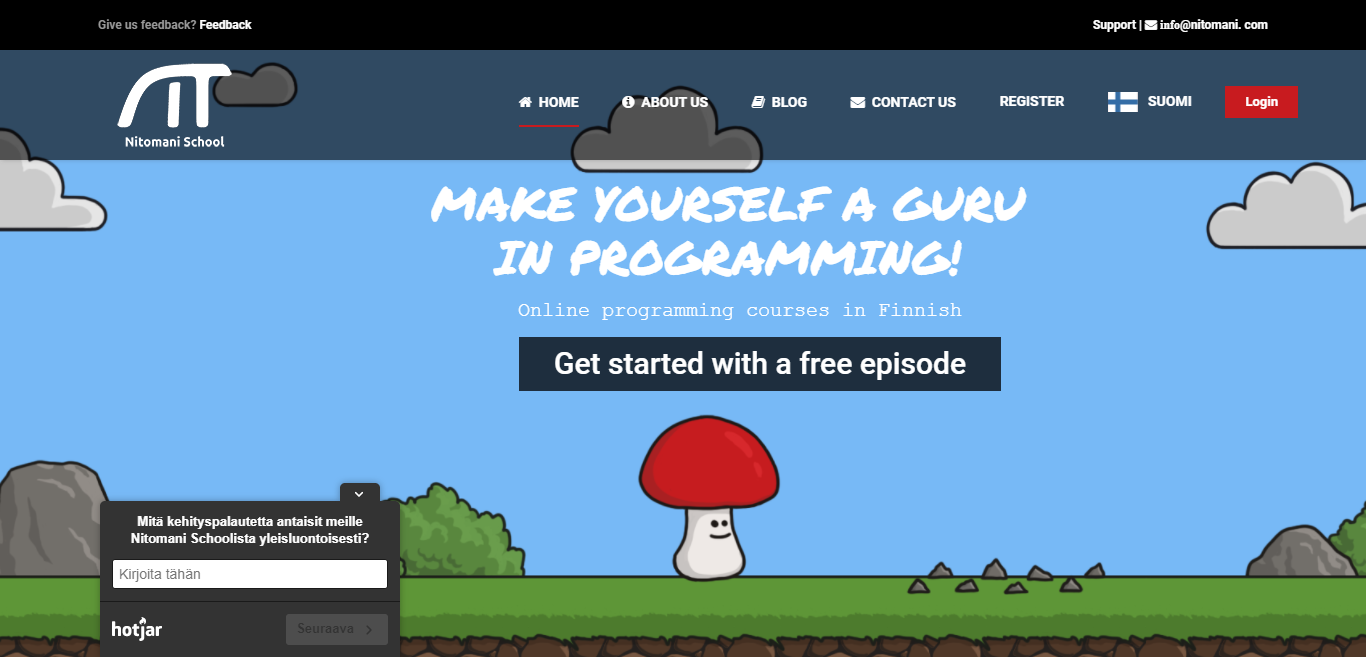 Give us feedback? Feedback
Support | info@nitomani. com
Nitomani School
HOME
ABOUT US
BLOG
CONTACT US
REGISTER
SUOMI
Login
MAKE YOURSELF A GURU
IN PROGRAMMING!
Online programming courses in Finnish
Get started with a free episode
Mitä kehityspalautetta antaisit meille
Nitomani Schoolista yleisluontoisesti?
Kirjoita tähän
hotjar
Seuraava